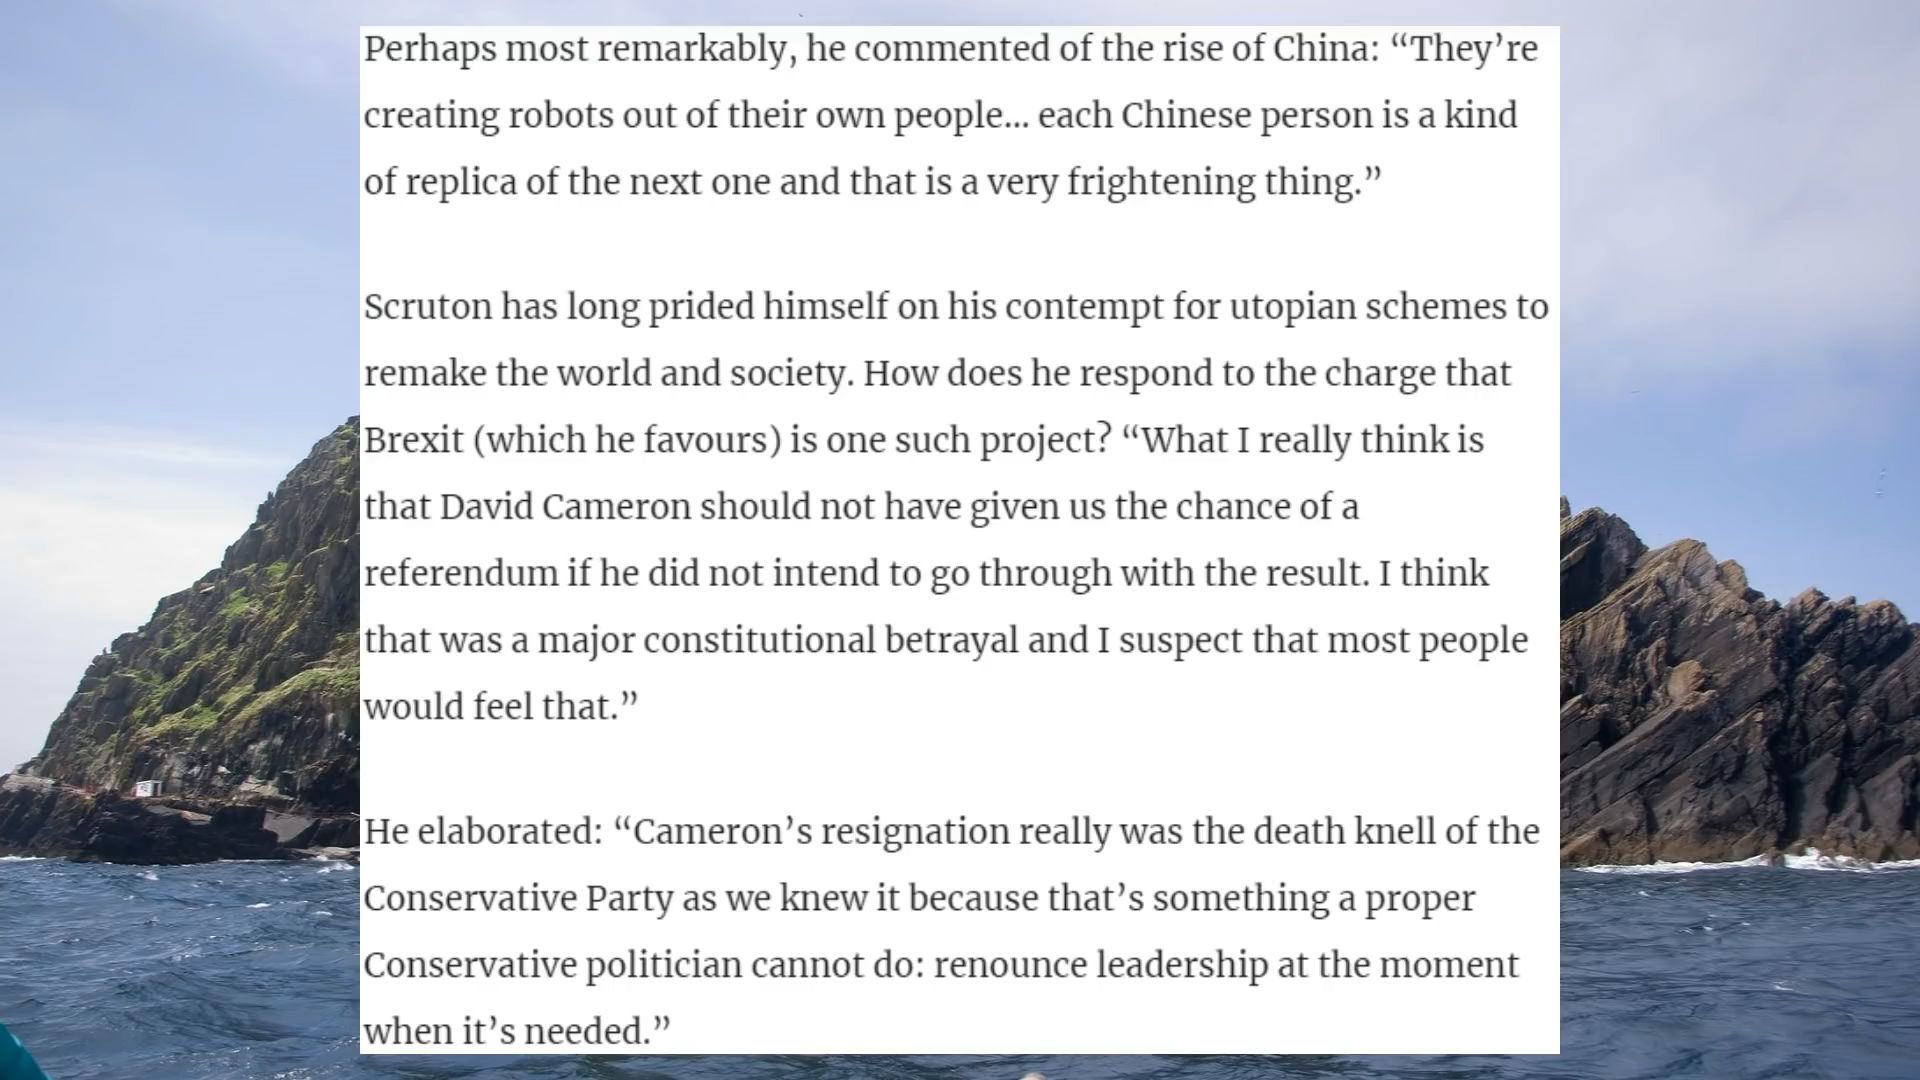 Perhaps most remarkably, he commented of the rise of China: “They’re
creating robots out of their own people... each Chinese person is a kind
of replica of the next one and that is a very frightening thing.”
Scruton has long prided himself on his contempt for utopian schemes to
remake the world and society. How does he respond to the charge that
Brexit (which he favours) is one such project? “What I really think is
that David Cameron should not have given us the chance of a
referendum if he did not intend to go through with the result. I think
that was a major constitutional betrayal and I suspect that most people
would feel that.”
He elaborated: “Cameron’s resignation really was the death knell of the
Conservative Party as we knew it because that’s something a proper
Conservative politician cannot do: renounce leadership at the moment
when it’s needed.”